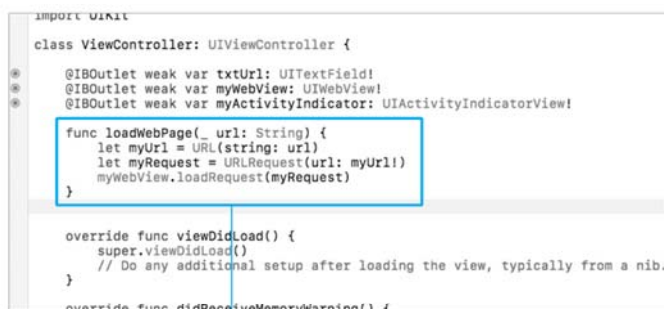 import UIKit
class ViewController: UIViewController {
@IBOutlet weak var txtUrl: UITextField!
@IBOutlet weak var myWebView: UIWebView!
@IBOutlet weak var myActivityIndicator: UIActivityIndicatorView!
func loadWebPage(_ url: String) {
let myUrl = URL(string: url)
let myRequest = URLRequest(url: myUrl!)
myWebView.loadRequest(myRequest)
}
override func viewDidLoad() {
super.viewDidLoad()
// Do any additional setup after loading the view, typically from a nib.
}
override func didReceiveMemoryWarning() {